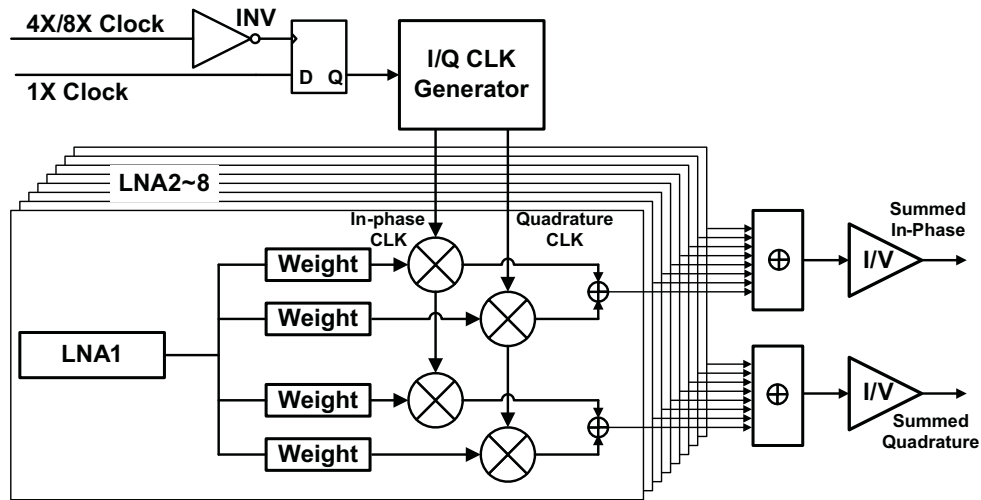 4X/8X Clock
INV
1X Clock
D Q
I/Q CLK
Generator
LNA2~8
In-phase
CLK
Quadrature
CLK
Weight
Weight
LNA1
Weight
Weight
I/V
Summed
In-Phase
I/V
Summed
Quadrature